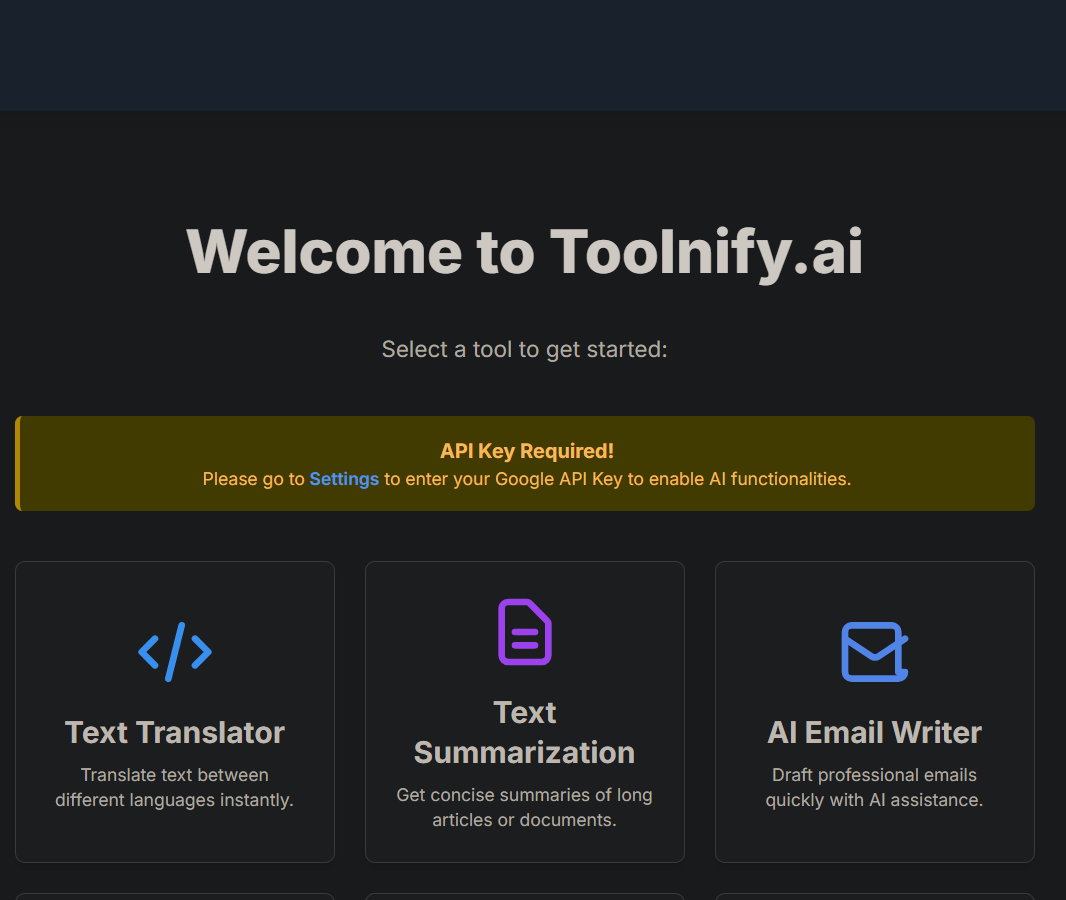 Welcome to Toolnify.ai
Select a tool to get started:
API Key Required!
Please go to Settings to enter your Google API Key to enable AI functionalities.
Text Translator
Translate text between
different languages instantly.
Text
Summarization
Get concise summaries of long
articles or documents.
AI Email Writer
Draft professional emails
quickly with AI assistance.